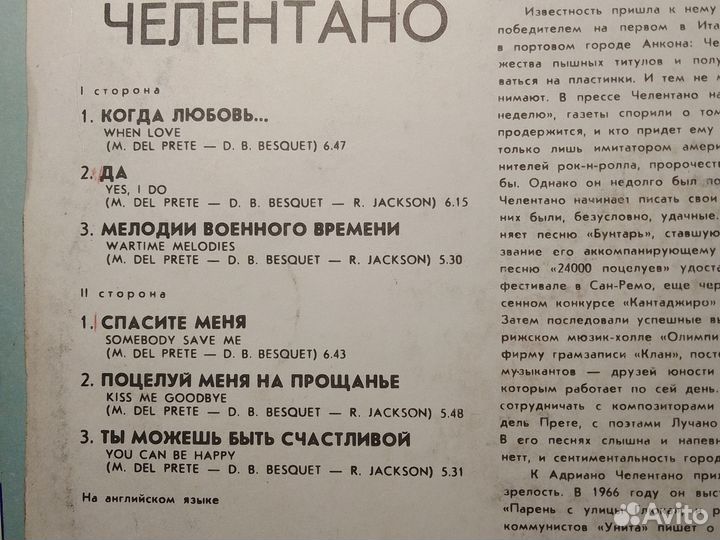 ЧЕЛЕНТАНО
I сторона
1. КОГДА ЛЮБОВЬ...
WHEN LOVE
(M. DEL PRETE — D. B. BESQUET) 6.47
2. ДА
YES, I DO
(M. DEL PRETE — D. B. BESQUET — R. JACKSON) 6.15
3. МЕЛОДИИ ВОЕННОГО ВРЕМЕНИ
WARTIME MELODIES
(M. DEL PRETE — D. B. BESQUET — R. JACKSON) 5.30
II сторона
1. СПАСИТЕ МЕНЯ
SOMEBODY SAVE ME
(M. DEL PRETE — D. B. BESQUET) 6.43
2. ПОЦЕЛУЙ МЕНЯ НА ПРОЩАНЬЕ
KISS ME GOODBYE
(M. DEL PRETE — D. B. BESQUET — R. JACKSON) 5.48
3. ТЫ МОЖЕШЬ БЫТЬ СЧАСТЛИВОЙ
YOU CAN BE HAPPY
(M. DEL PRETE — D. B. BESQUET — R. JACKSON) 5.31
На английском языке
Известность пришла к нему
победителем на первом в Ита
в портовом городе Анкона: Че
жества пышных титулов и полу
ваться на пластинки. И тем не
нимают. В прессе Челентано на
неделю», газеты спорили о том
продержится, и кто придет ему
только лишь имитатором амери
нителей рок-н-ролла, пророчест
бы. Однако он недолго был по
Челентано начинает писать свои
них были, безусловно, удачные.
няет песню «Бунтарь», ставшую
звание его аккомпанирующему
песню «24000 поцелуев» удоста
фестивале в Сан-Ремо, еще чер
сенном конкурсе «Кантаджиро»
Затем последовали успешные вы
рижском мюзик-холле «Олимпи
фирму грамзаписи «Клан», пост
музыкантов — друзей юности
которым работает по сей день.
сотрудничать с композиторами
дель Прете, с поэтами Лучано
В его песнях слышна и напевн
нетт, и сентиментальность город
К Адриано Челентано при
зрелость. В 1966 году он выс
«Парень с улицы
коммунистов «Унита» пишет о
Avito